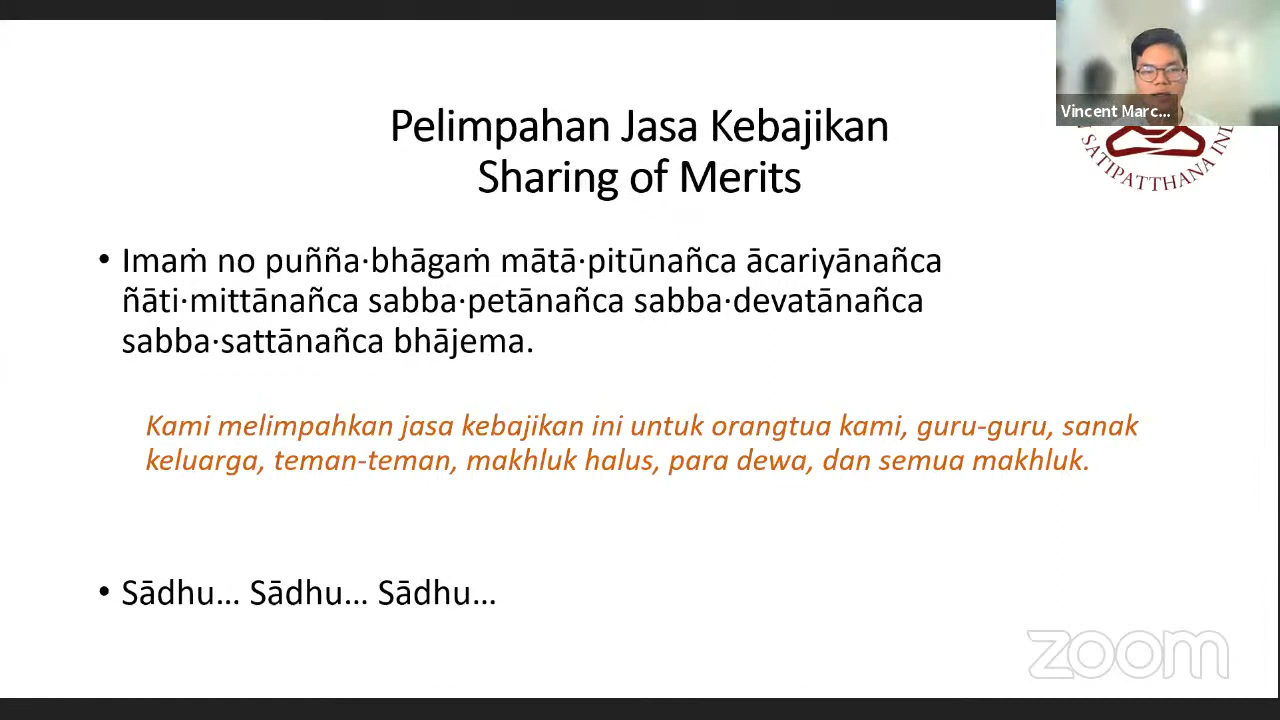 Vincent Marc...
SATIPATTHANA IN
Pelimpahan Jasa Kebajikan
Sharing of Merits
• Imaṁ no puñña·bhāgaṁ mātā·pitūnañca ācariyānañca
ñāti·mittānañca sabba·petānañca sabba·devatānañca
sabba·sattānañca bhājema.
Kami melimpahkan jasa kebajikan ini untuk orangtua kami, guru-guru, sanak
keluarga, teman-teman, makhluk halus, para dewa, dan semua makhluk.
• Sādhu... Sādhu... Sādhu...
zoom